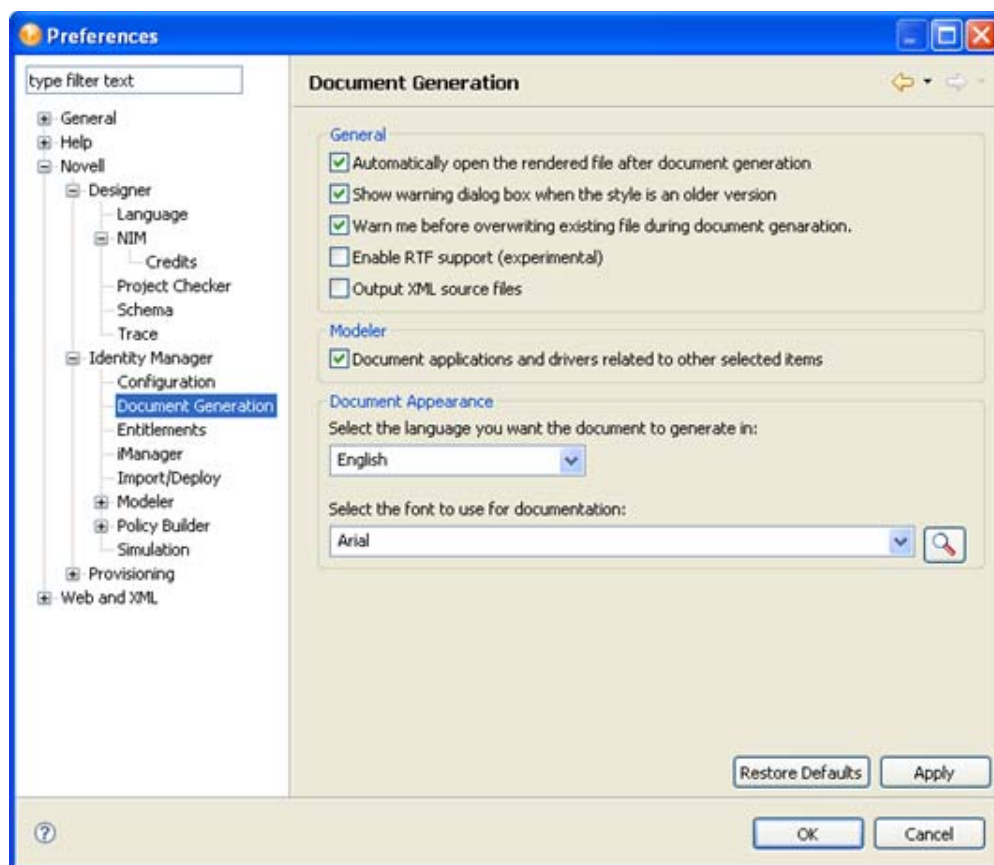 Preferences
type filter text
General
Help
Novell
Designer
Language
NIM
Credits
Project Checker
Schema
Trace
Identity Manager
Configuration
Document Generation
Entitlements
iManager
Import/Deploy
Modeler
Policy Builder
Simulation
Provisioning
Web and XML
Document Generation
General
Automatically open the rendered file after document generation
Show warning dialog box when the style is an older version
Warn me before overwriting existing file during document genaration.
Enable RTF support (experimental)
Output XML source files
Modeler
Document applications and drivers related to other selected items
Document Appearance
Select the language you want the document to generate in:
English
Select the font to use for documentation:
Arial
Restore Defaults
Apply
?
OK
Cancel